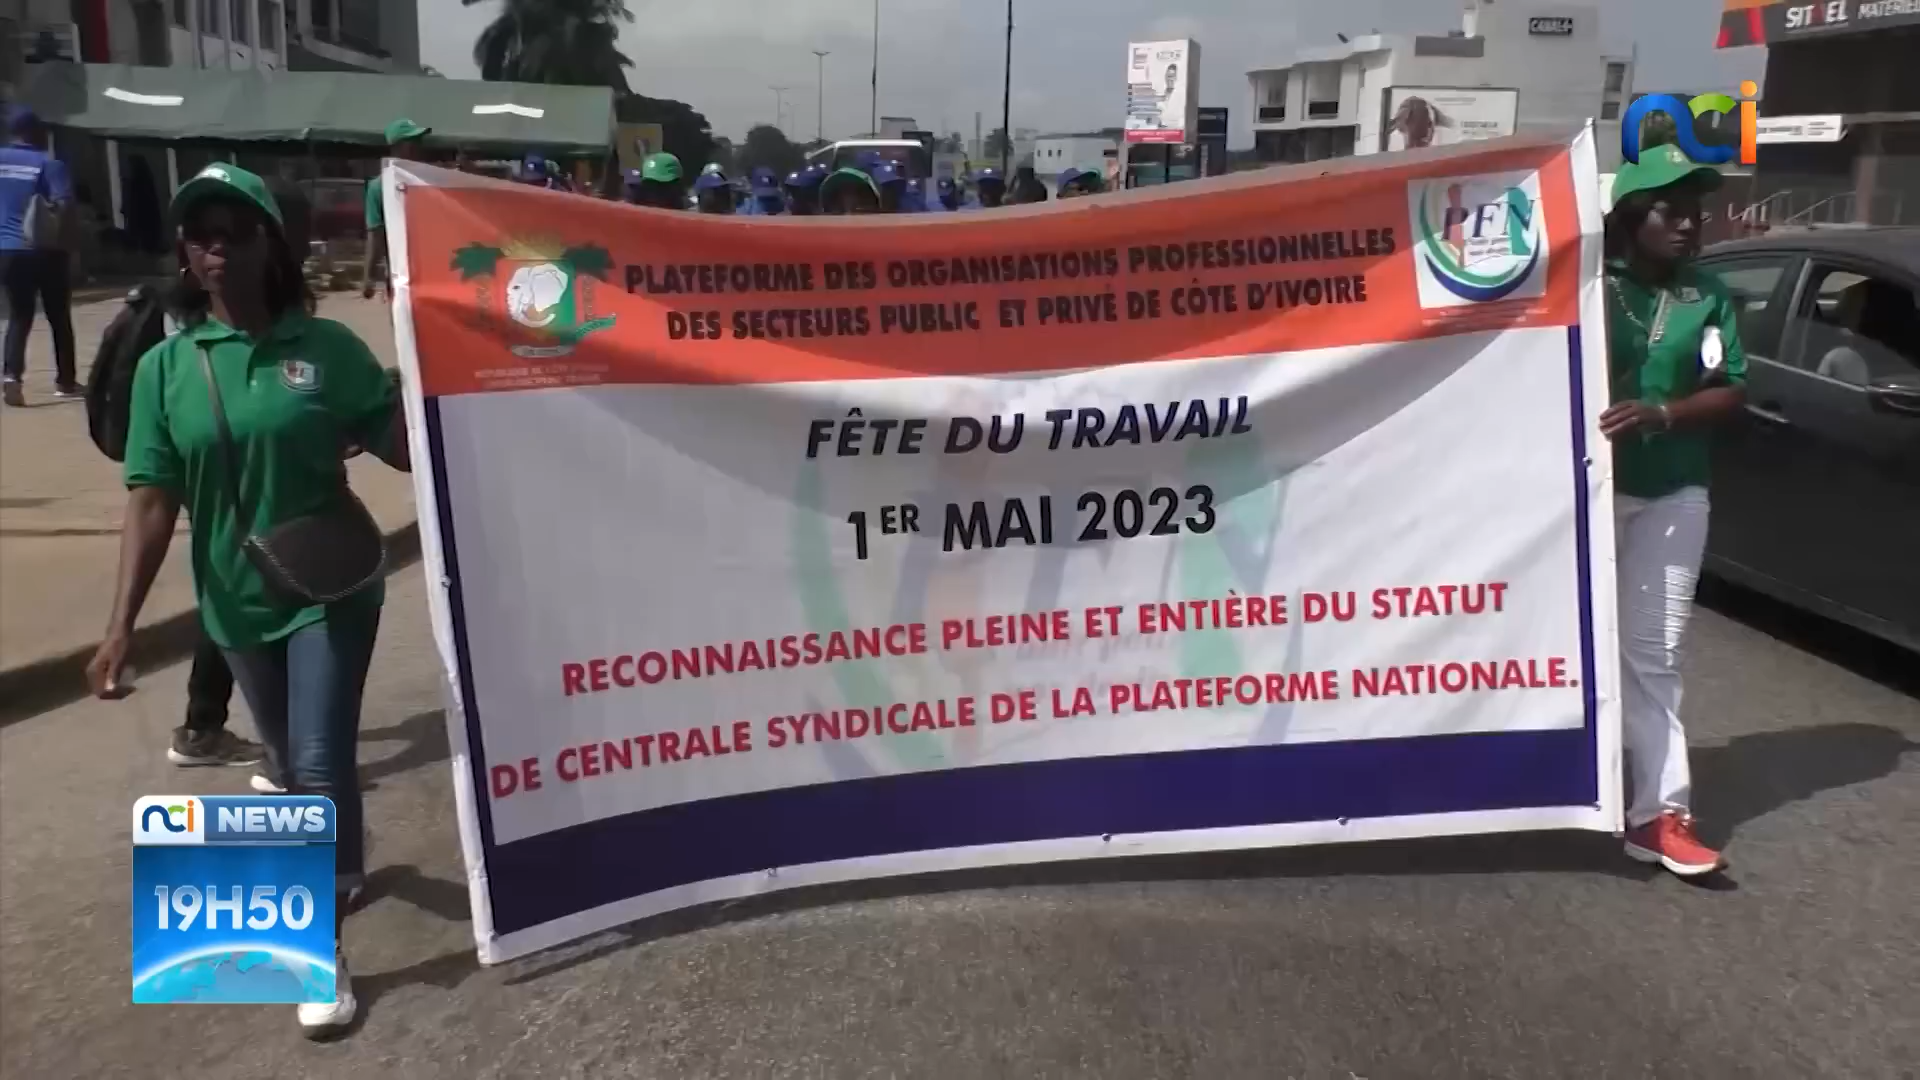 CANAL+
nci
PLATEFORME DES ORGANISATIONS PROFESSIONNELLES
DES SECTEURS PUBLIC ET PRIVÉ DE CÔTE D'IVOIRE
PFN
FÊTE DU TRAVAIL
1ER MAI 2023
RECONNAISSANCE PLEINE ET ENTIÈRE DU STATUT
DE CENTRALE SYNDICALE DE LA PLATEFORME NATIONALE.
nci NEWS
19H50